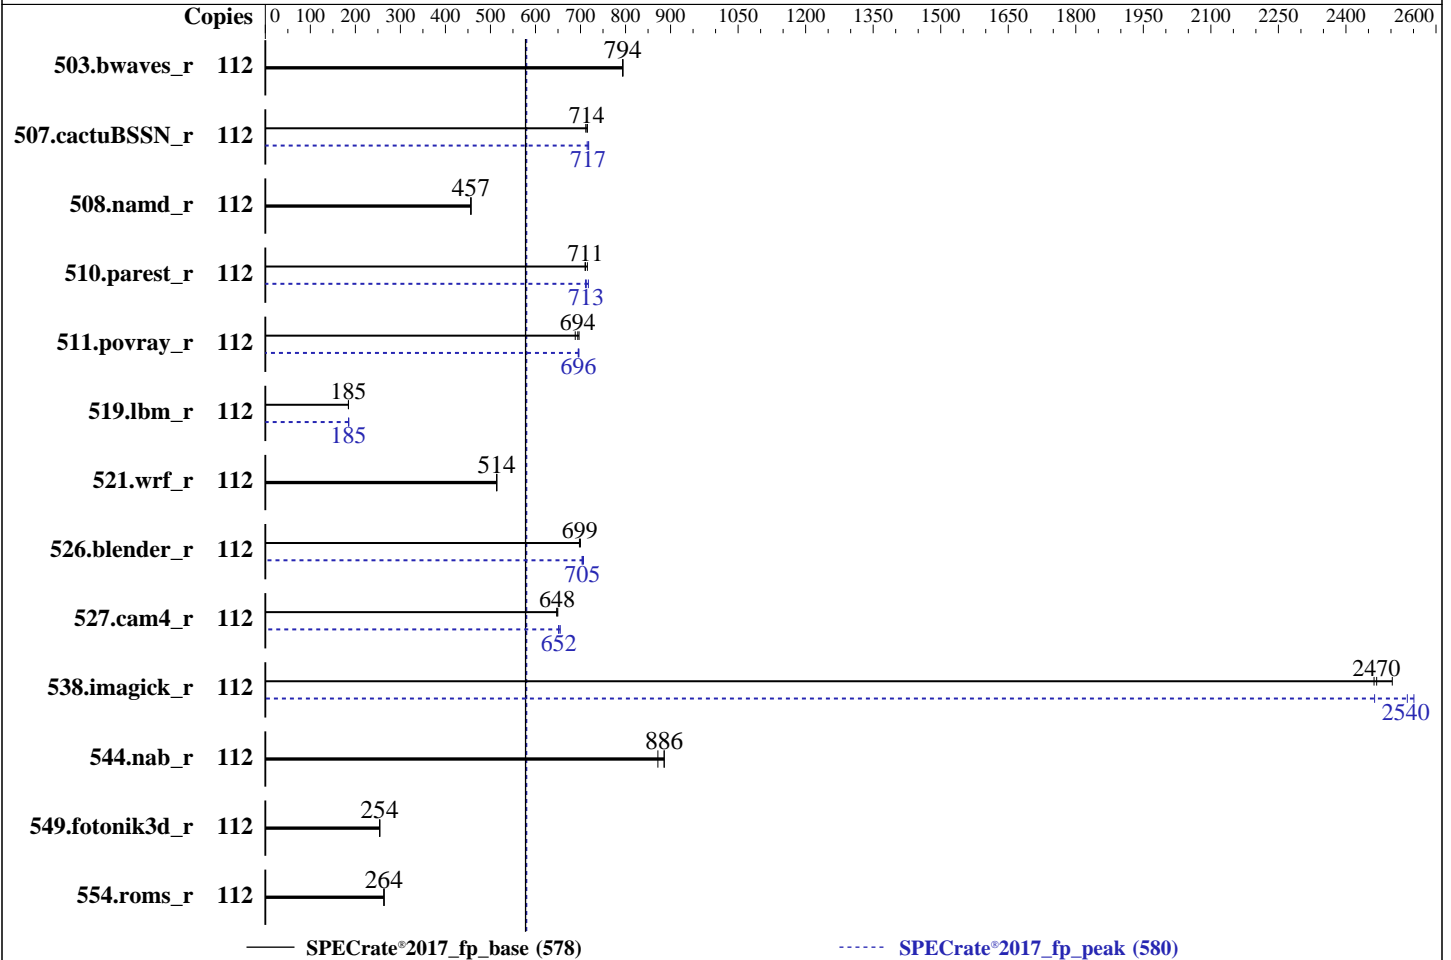 Copies 0 100 200 300 400 500 600 700 800 900 1050 1200 1350 1500 1650 1800 1950 2100 2250 2400 2600
794
503.bwaves_r 112
714
507.cactuBSSN_r 112
717
457
508.namd_r 112
711
510.parest_r 112
713
694
511.povray_r 112
696
185
519.lbm_r 112
185
514
521.wrf_r 112
699
526.blender_r 112
705
648
527.cam4_r 112
652
2470
538.imagick_r 112
2540
886
544.nab_r 112
254
549.fotonik3d_r 112
264
554.roms_r 112
SPECrate®2017_fp_base (578) SPECrate®2017_fp_peak (580)